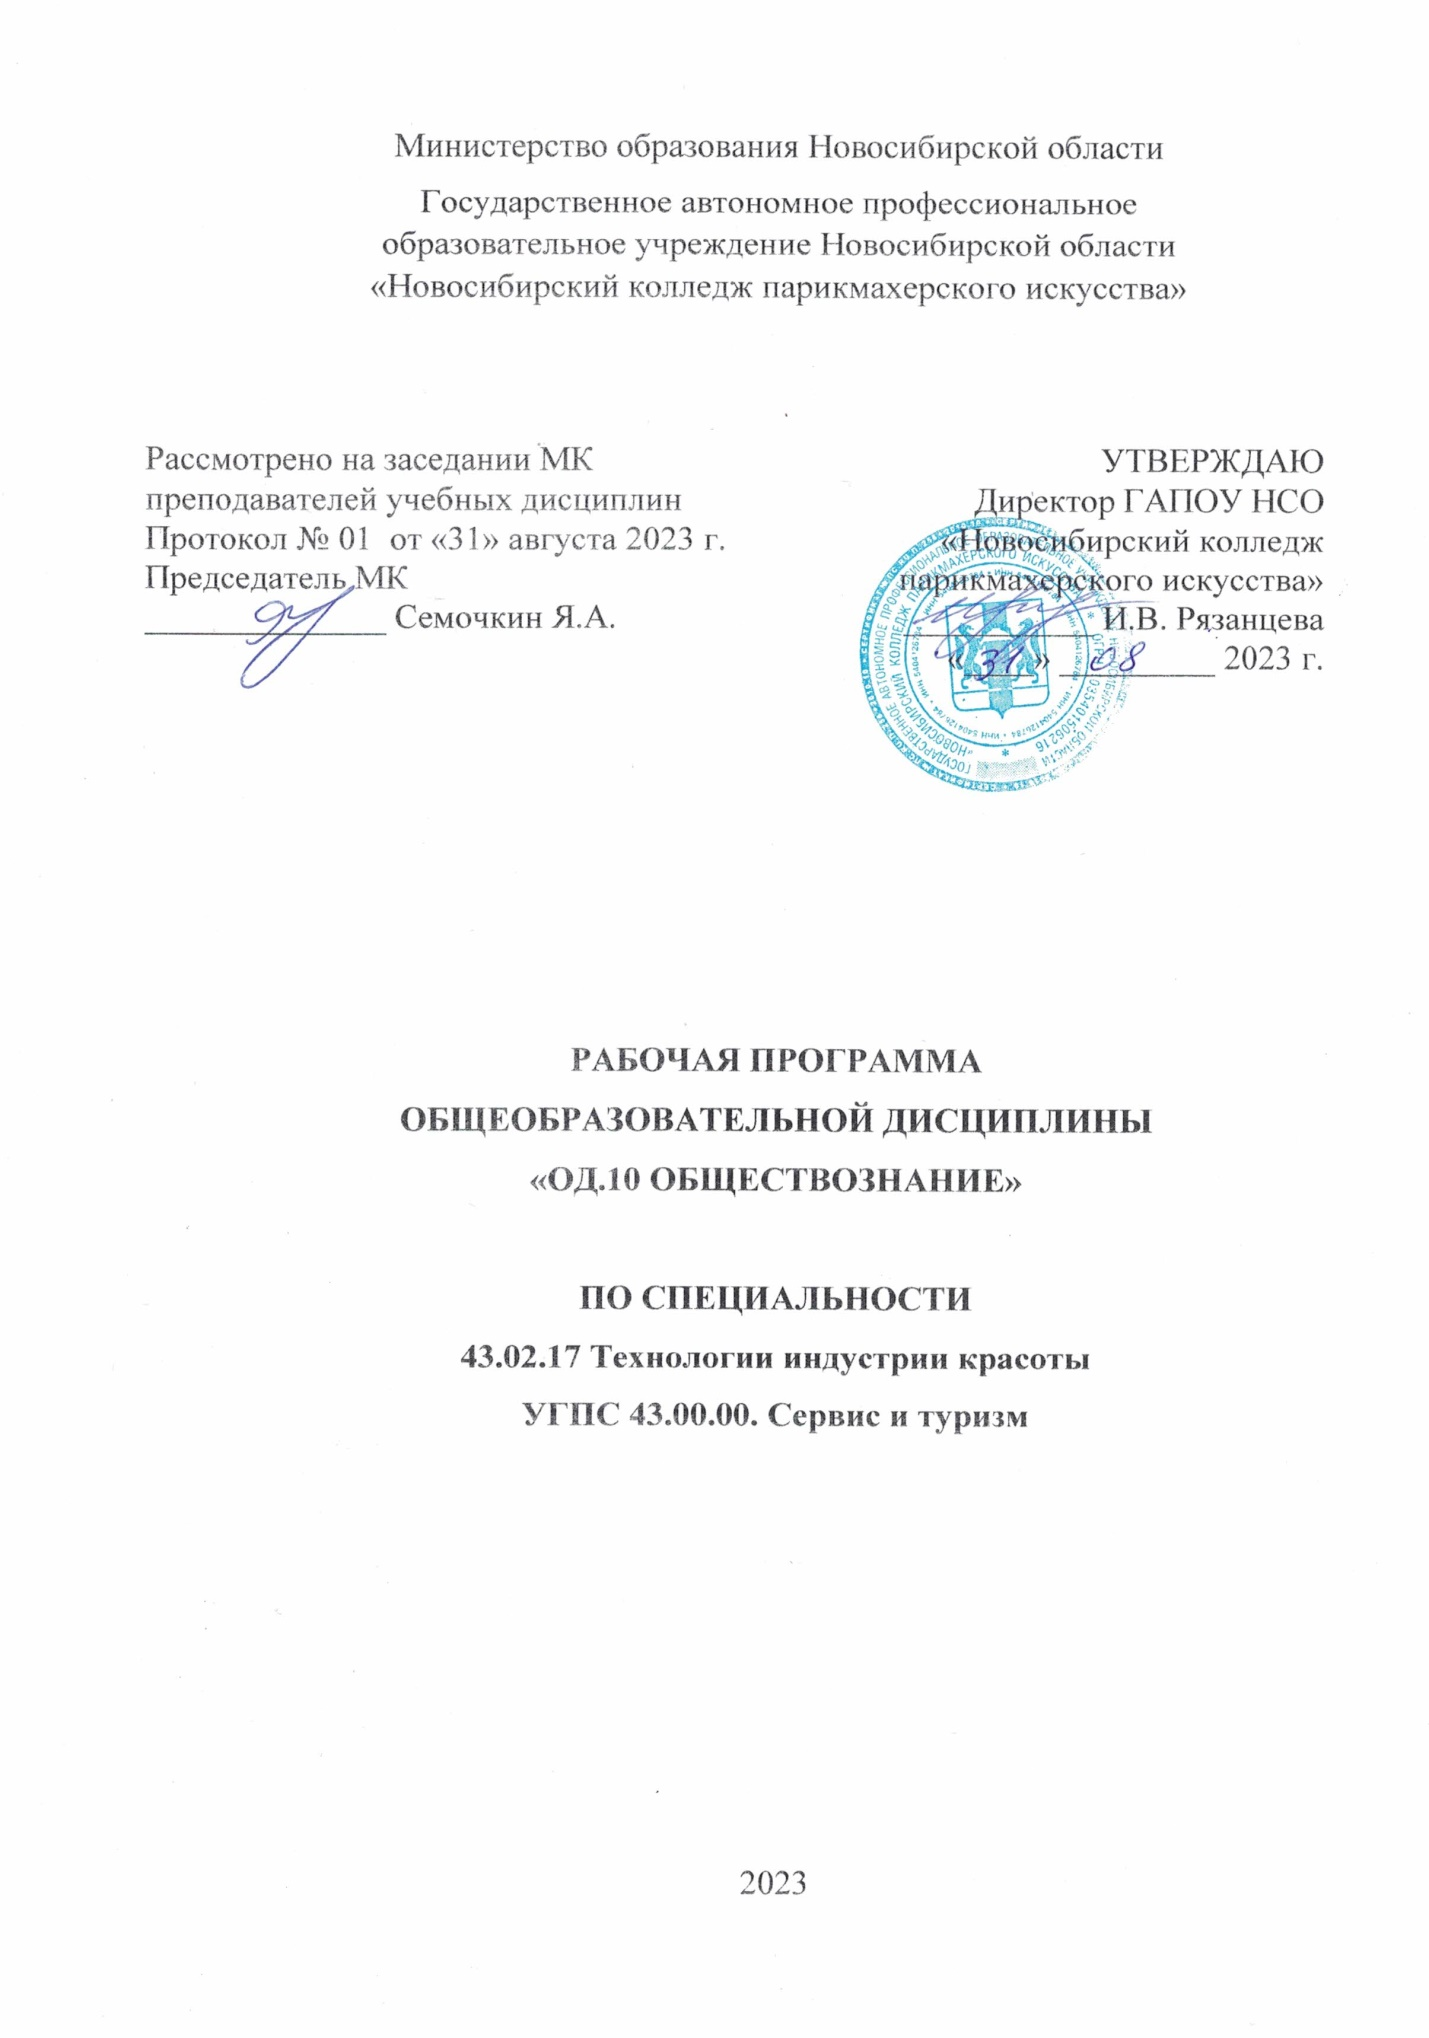 Министерство образования Новосибирской области
Государственное автономное профессиональное
образовательное учреждение Новосибирской области
«Новосибирский колледж парикмахерского искусства»
Рассмотрено на заседании МК
преподавателей учебных дисциплин
Протокол № 01 от «31» августа 2023 г.
Председатель МК
______________ Семочкин Я.А.
УТВЕРЖДАЮ
Директор ГАПОУ НСО
«Новосибирский колледж
парикмахерского искусства»
___________ И.В. Рязанцева
«31» 08 2023 г.
РАБОЧАЯ ПРОГРАММА
ОБЩЕОБРАЗОВАТЕЛЬНОЙ ДИСЦИПЛИНЫ
«ОД.10 ОБЩЕСТВОЗНАНИЕ»
ПО СПЕЦИАЛЬНОСТИ
43.02.17 Технологии индустрии красоты
УГПС 43.00.00. Сервис и туризм
2023